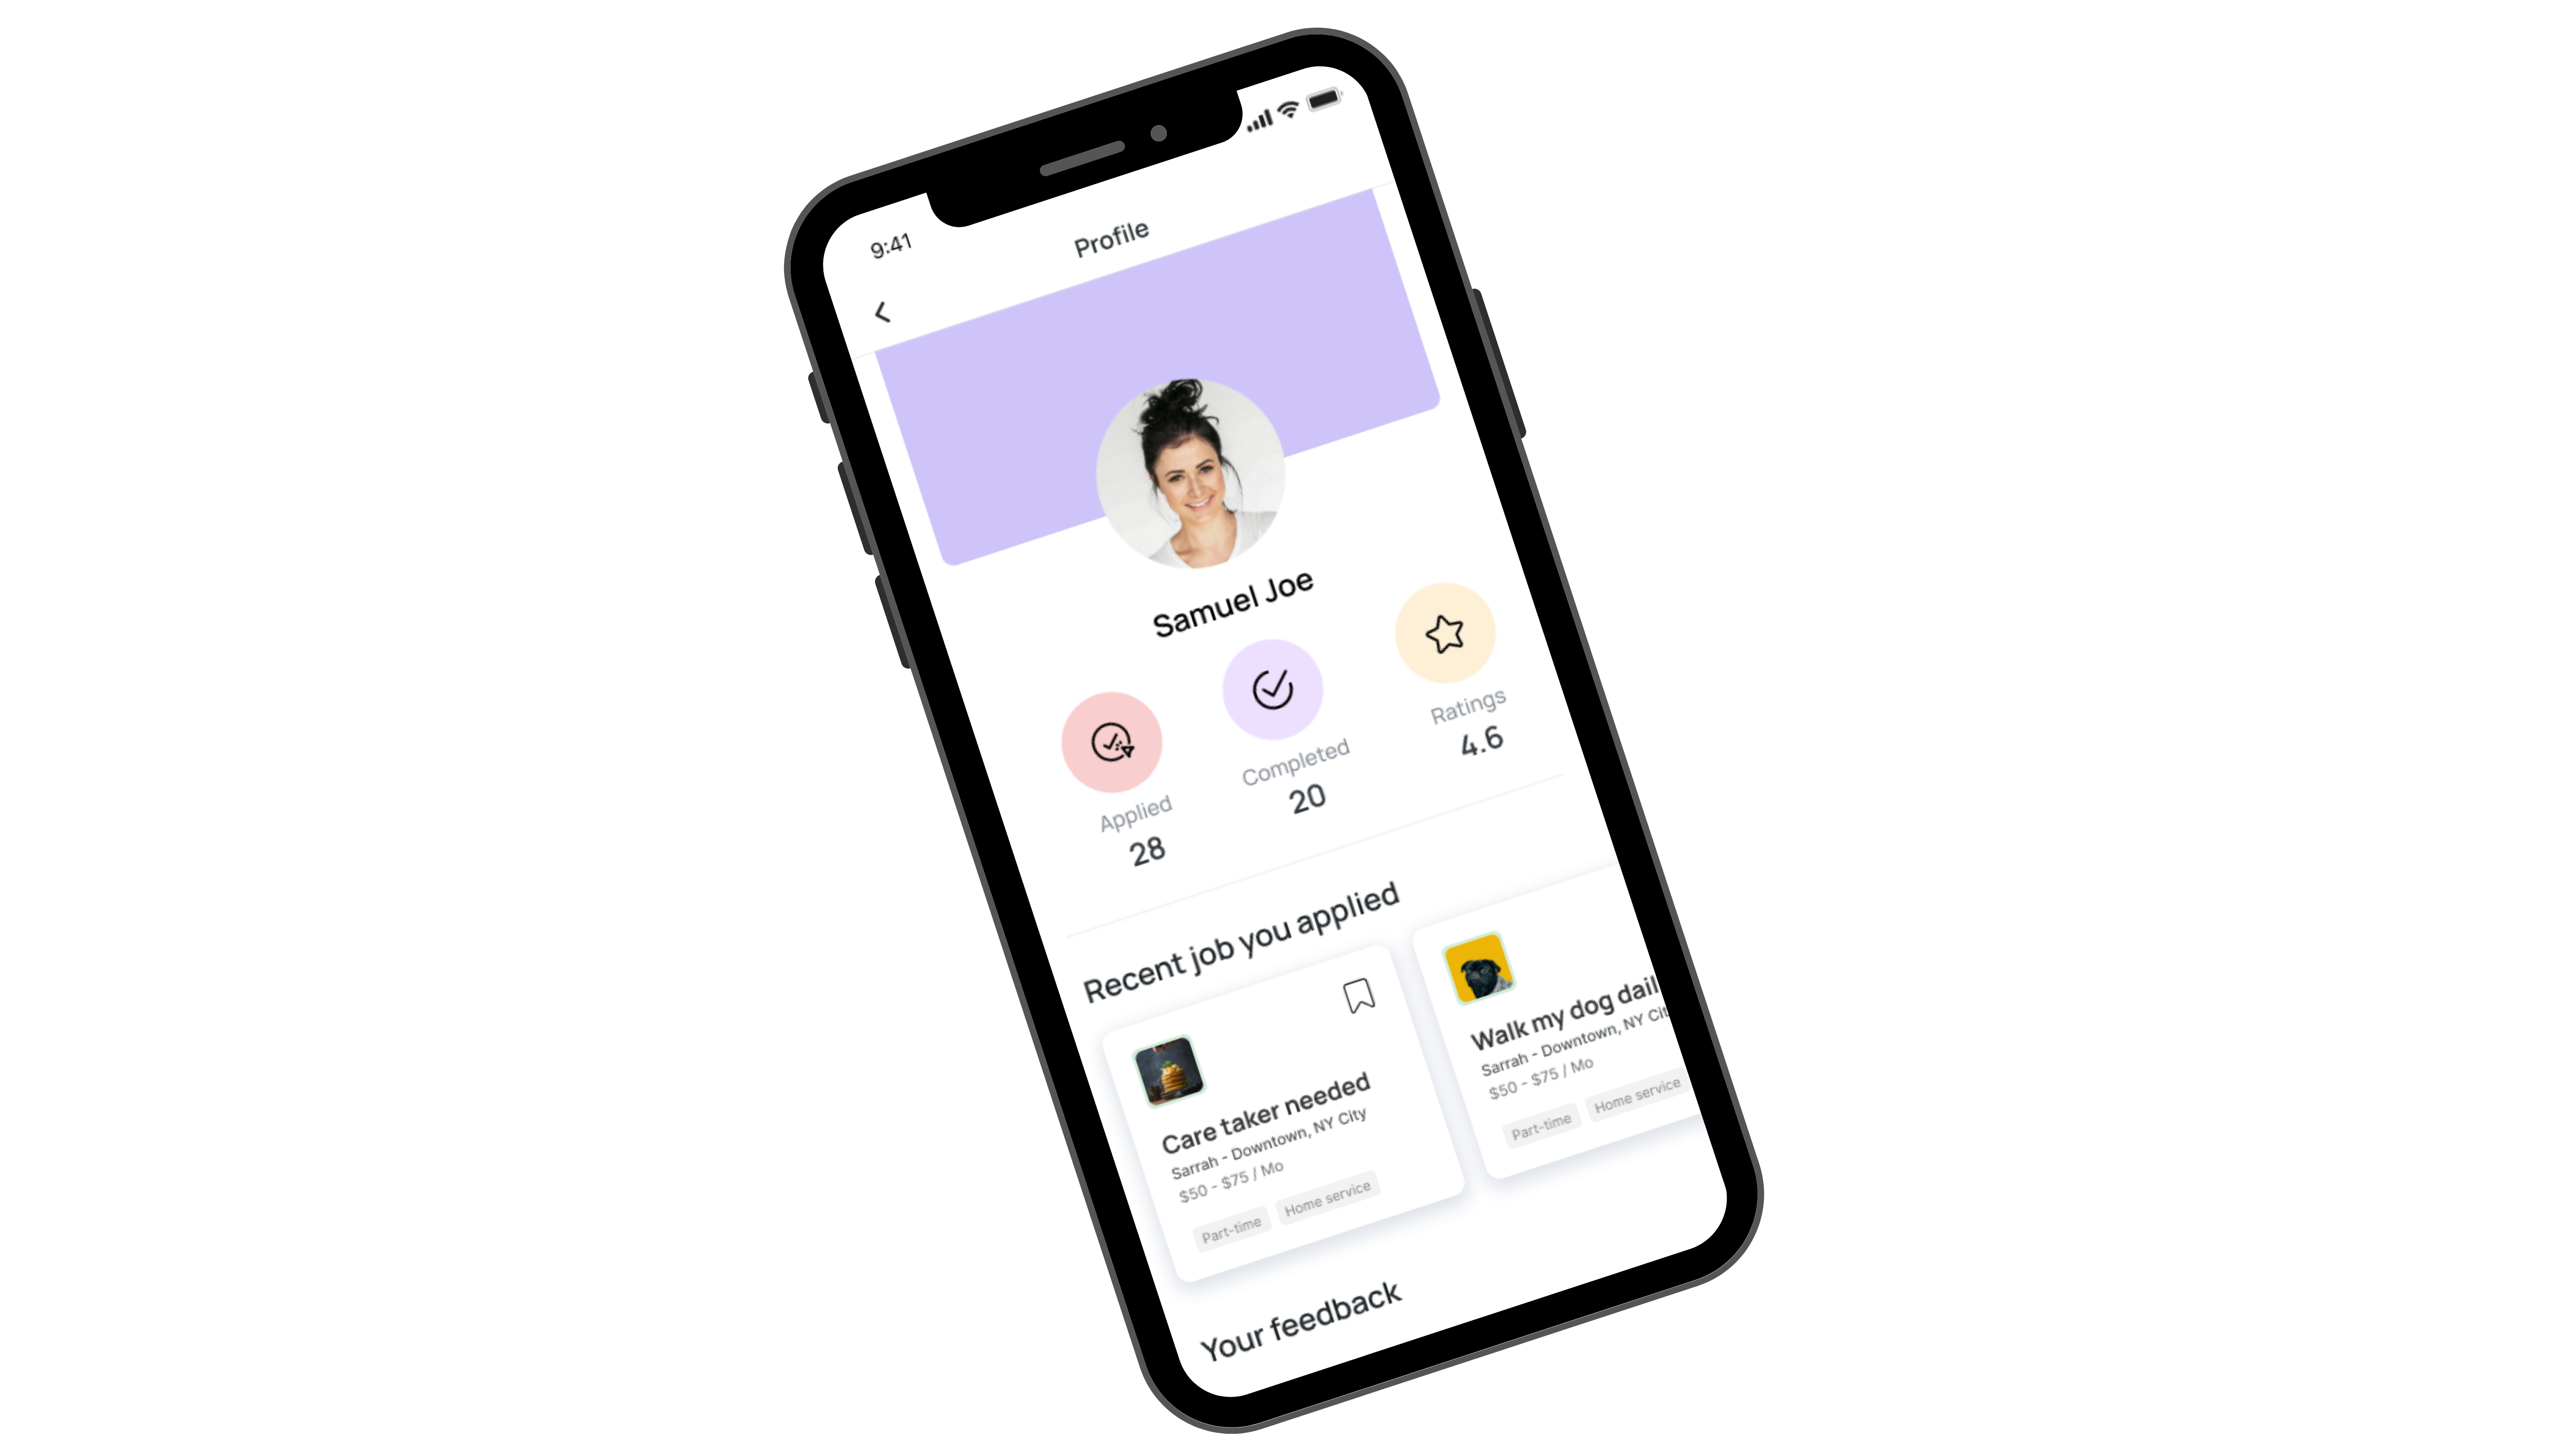 9:41
Profile
Samuel Joe
Applied
28
Completed
20
Ratings
4.6
Recent job you applied
Care taker needed
Sarrah - Downtown, NY City
$50 - $75 / Mo
Part-time
Home service
Walk my dog dail
Sarrah - Downtown, NY Cit
$50 - $75 / Mo
Part-time
Home service
Your feedback